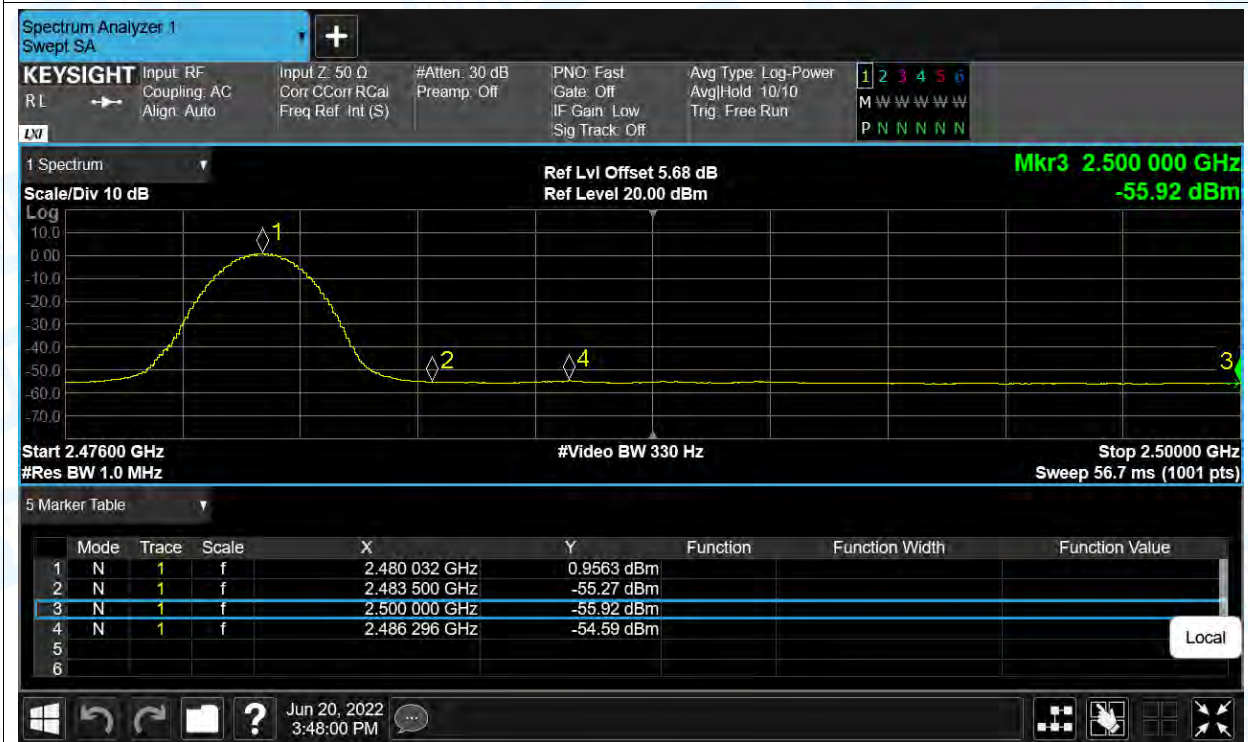 Spectrum Analyzer 1
Swept SA
+
KEYSIGHT Input: RF Input Z: 50 Ω #Atten: 30 dB PNO: Fast Avg Type: Log-Power 1 2 3 4 5 6
R L Coupling: AC Corr CCorr RCal Preamp: Off Gate: Off Avg|Hold: 10/10 M W W W W W W
Align: Auto Freq Ref: Int (S) IF Gain: Low Trig: Free Run
LXI Sig Track: Off P N N N N N N
1 Spectrum Ref Lvl Offset 5.68 dB Mkr3 2.500 000 GHz
Scale/Div 10 dB Ref Level 20.00 dBm -55.92 dBm
Log
10.0
1
0.00
-10.0
-20.0
-30.0
-40.0
2 4 3
-50.0
-60.0
-70.0
Start 2.47600 GHz #Video BW 330 Hz Stop 2.50000 GHz
#Res BW 1.0 MHz Sweep 56.7 ms (1001 pts)
5 Marker Table
Mode Trace Scale X Y Function Function Width Function Value
1 N 1 f 2.480 032 GHz 0.9563 dBm
2 N 1 f 2.483 500 GHz -55.27 dBm
3 N 1 f 2.500 000 GHz -55.92 dBm
4 N 1 f 2.486 296 GHz -54.59 dBm
5
6
Local
? Jun 20, 2022
3:48:00 PM